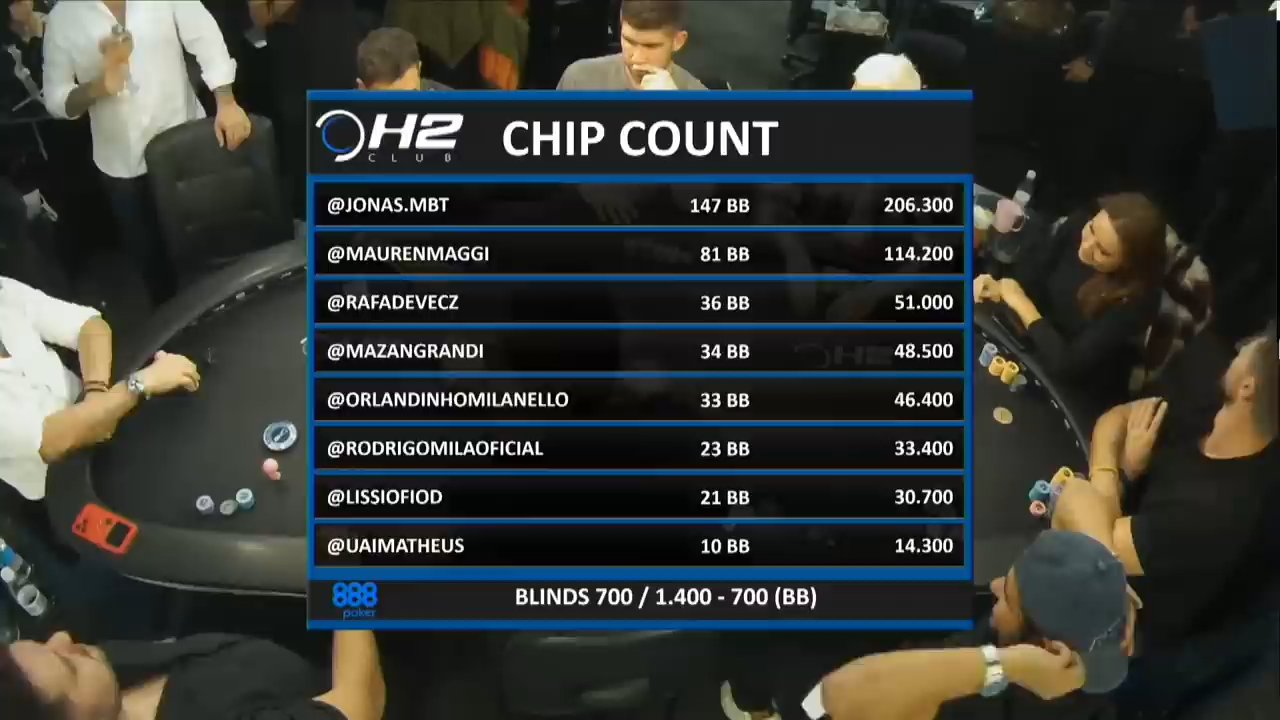 H2
CLUB
CHIP COUNT
@JONAS.MBT 147 BB 206.300
@MAURENMAGGI 81 BB 114.200
@RAFADEVECZ 36 BB 51.000
@MAZANGRANDI 34 BB 48.500
@ORLANDINHOMILANELLO 33 BB 46.400
@RODRIGOMILAOFICIAL 23 BB 33.400
@LISSIOFIOD 21 BB 30.700
@UAIMATHEUS 10 BB 14.300
888
poker
BLINDS 700 / 1.400 - 700 (BB)